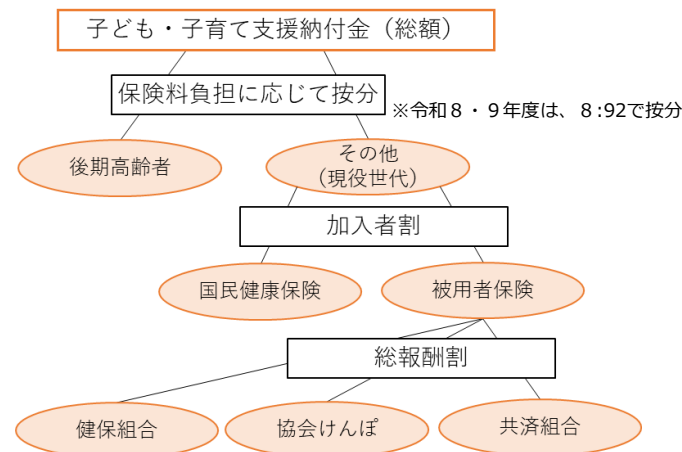 子ども・子育て支援納付金（総額）
保険料負担に応じて按分
※令和８・９年度は、８:92で按分
後期高齢者
その他
（現役世代）
加入者割
国民健康保険
被用者保険
総報酬割
健保組合
協会けんぽ
共済組合